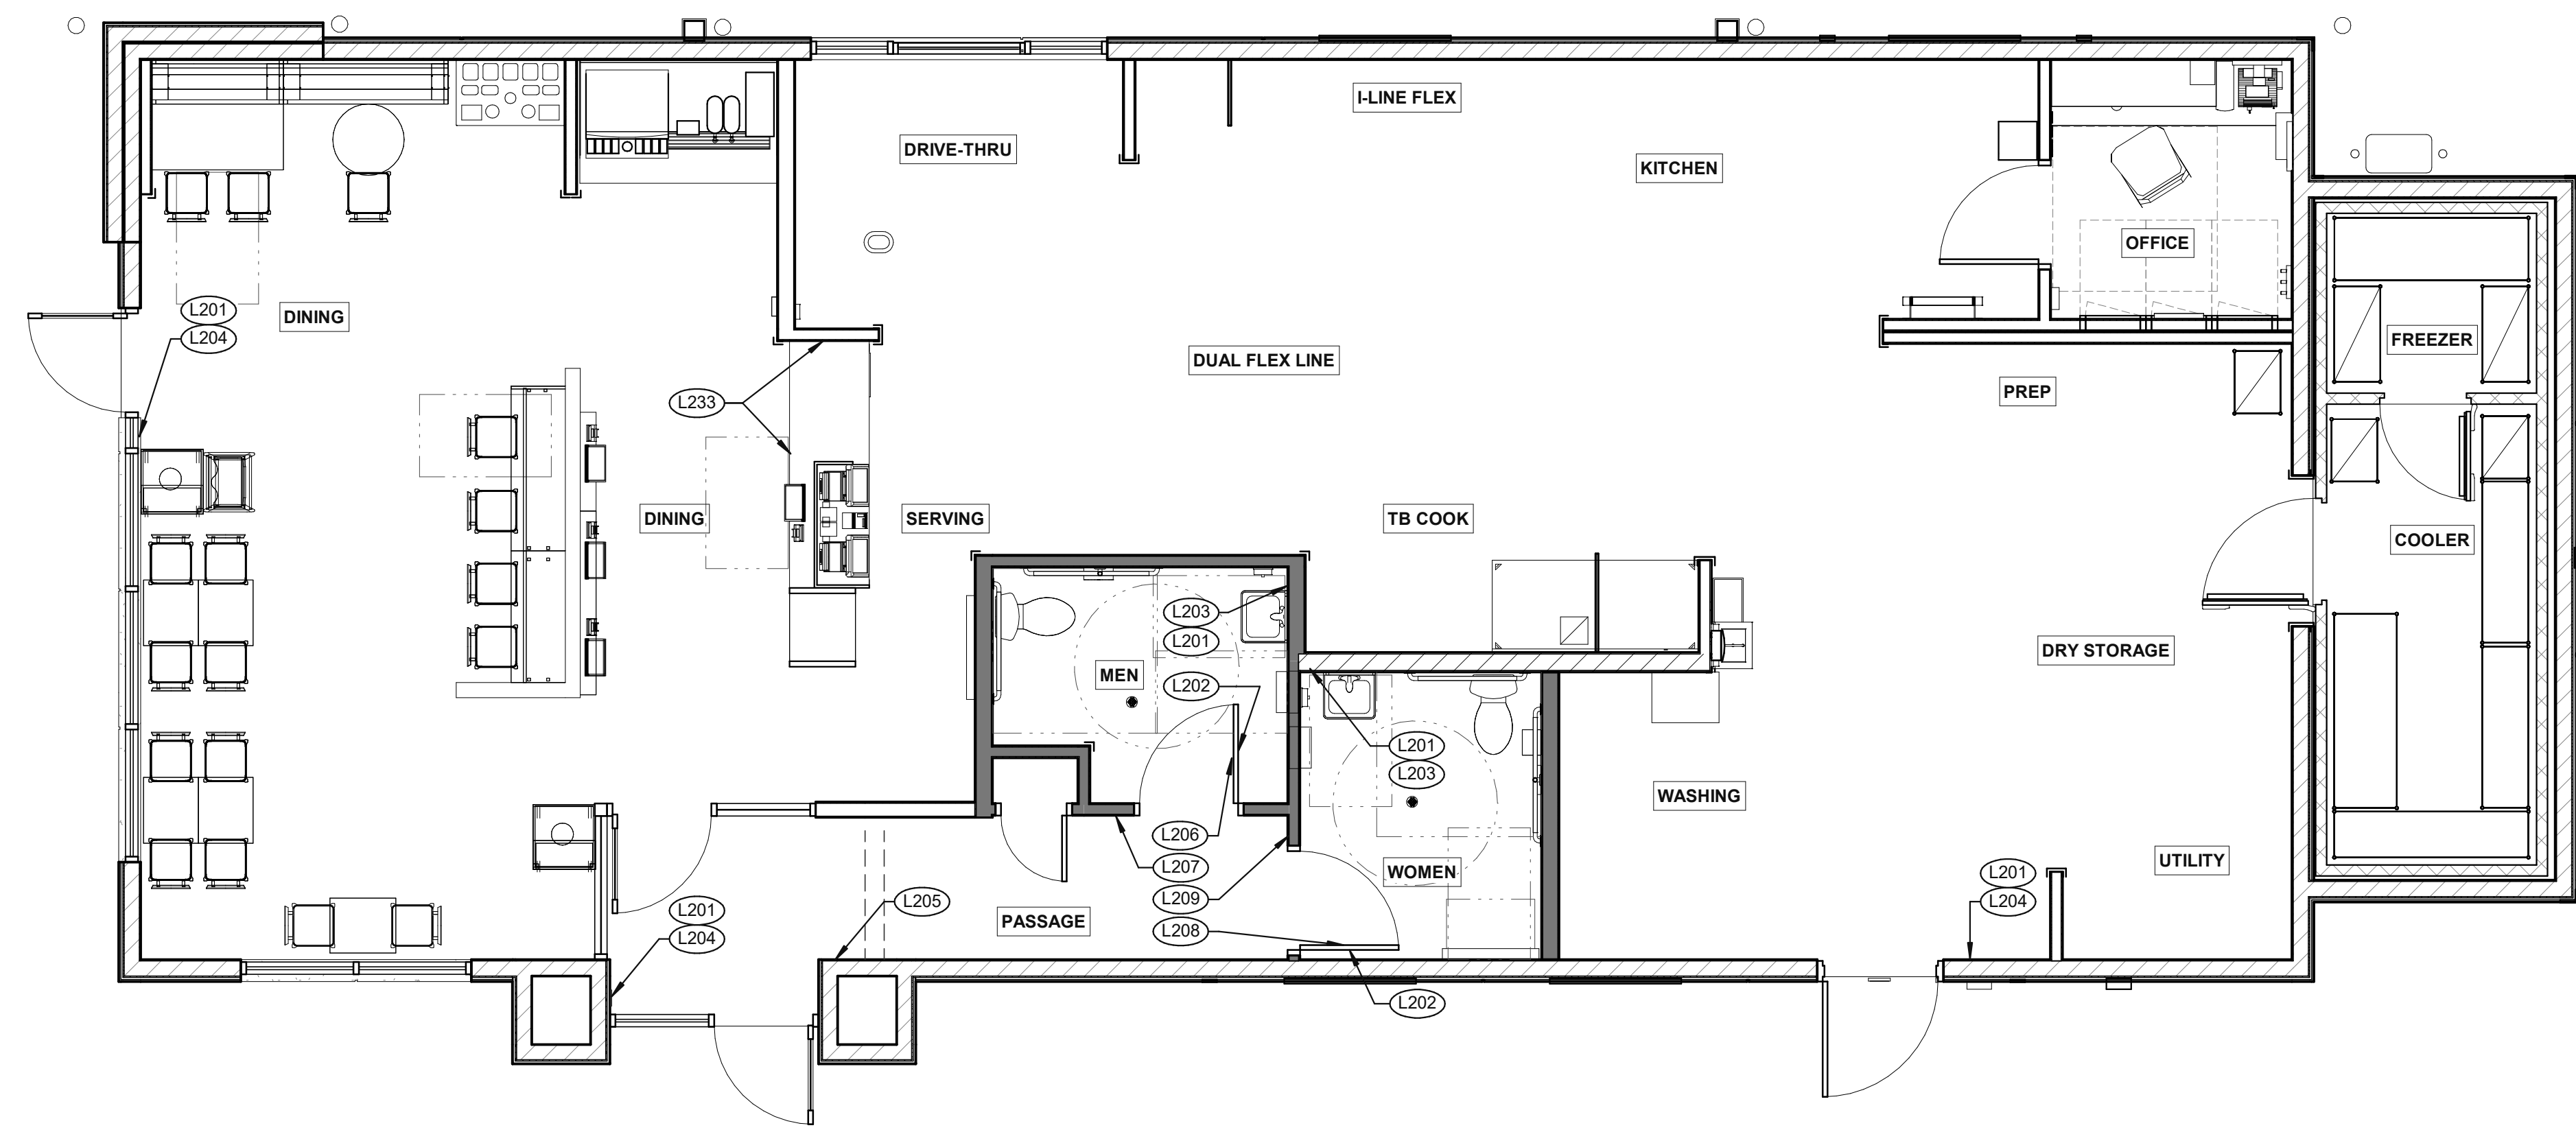 I-LINE FLEX
DRIVE-THRU
KITCHEN
OFFICE
L201
DINING
L204
FREEZER
DUAL FLEX LINE
PREP
L233
DINING
SERVING
TB COOK
COOLER
L203
L201
DRY STORAGE
MEN
L202
L201
L203
WASHING
L206
L207
WOMEN
UTILITY
L201
L209
L205
L204
L201
PASSAGE
L208
L204
L202